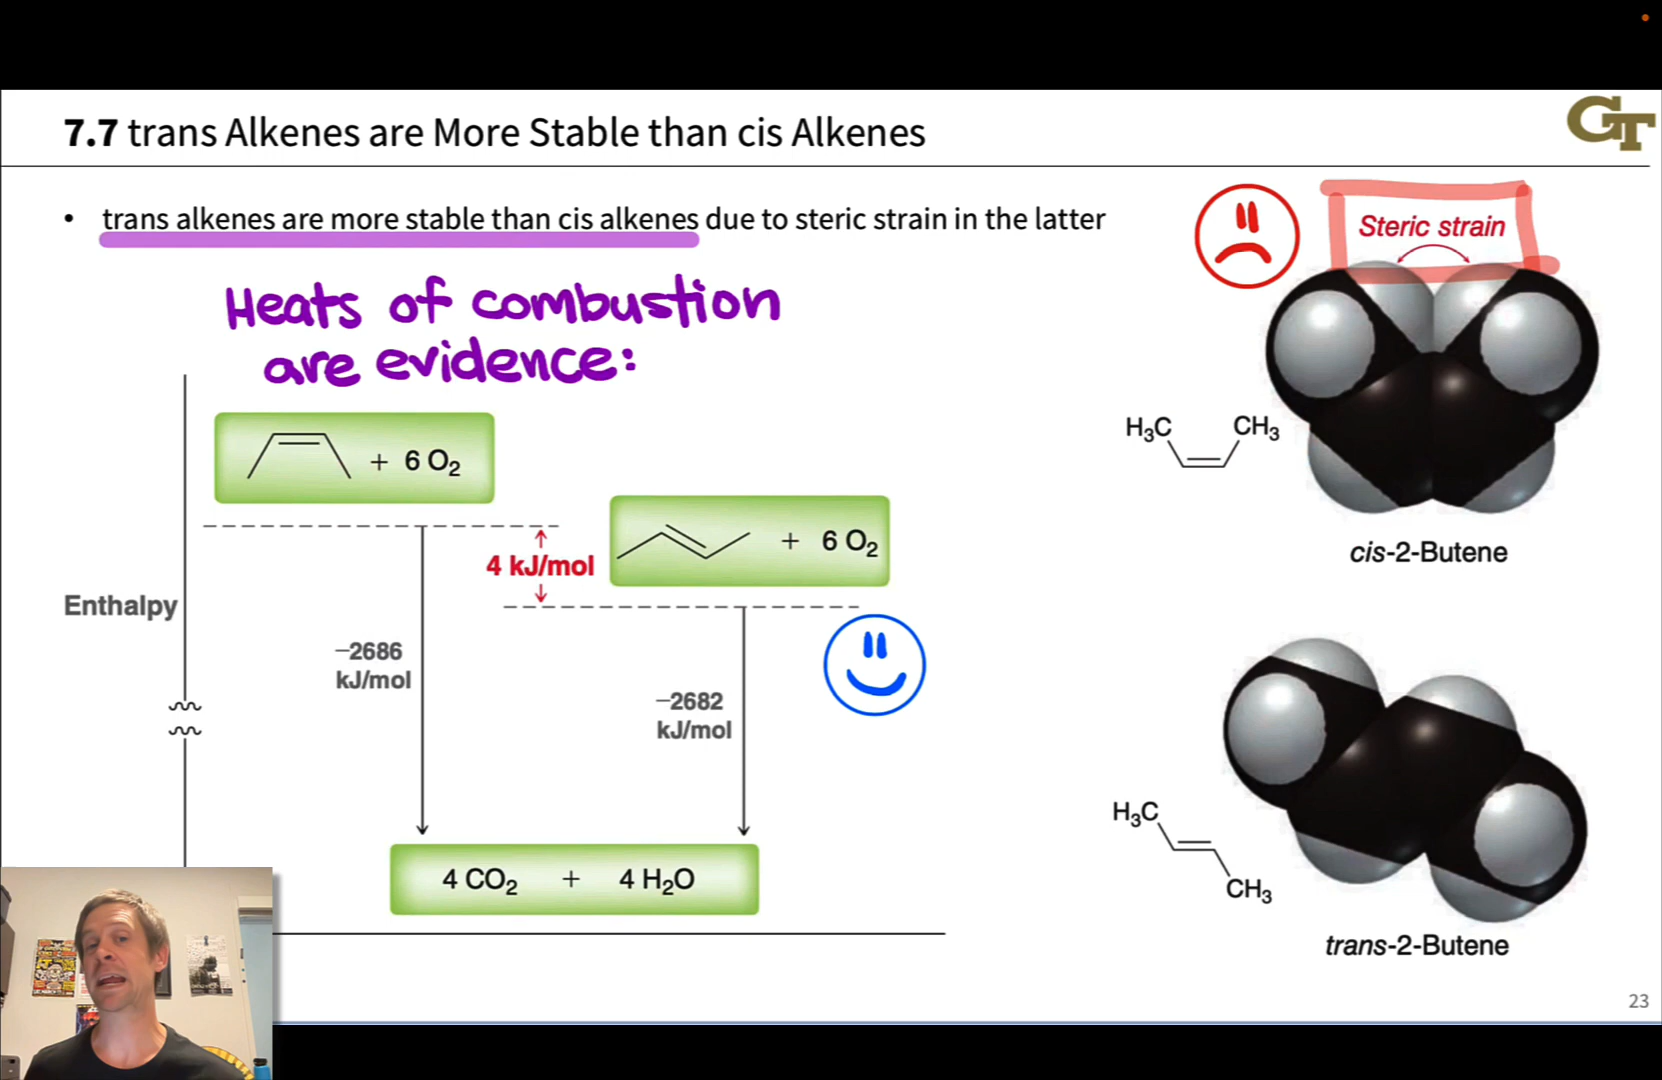 7.7 trans Alkenes are More Stable than cis Alkenes
GT
• trans alkenes are more stable than cis alkenes due to steric strain in the latter
Steric strain
Heats of combustion
are evidence:
+ 6 O₂
4 kJ/mol
+ 6 O₂
Enthalpy
–2686
kJ/mol
–2682
kJ/mol
4 CO₂ + 4 H₂O
H₃C CH₃
cis-2-Butene
H₃C
CH₃
trans-2-Butene
23